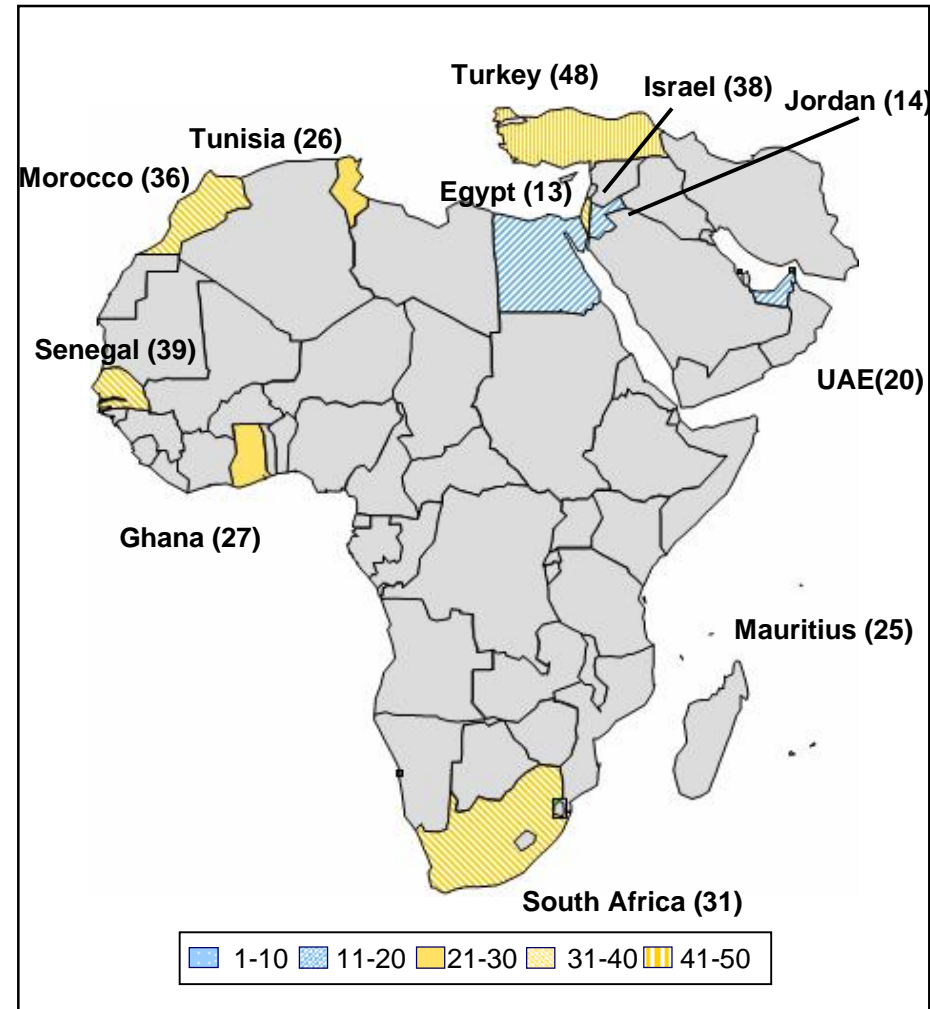 Turkey (48)
Israel (38)
Jordan (14)
Tunisia (26)
Morocco (36)
Egypt (13)
Senegal (39)
UAE(20)
Ghana (27)
Mauritius (25)
South Africa (31)
1-10 11-20 21-30 31-40 41-50